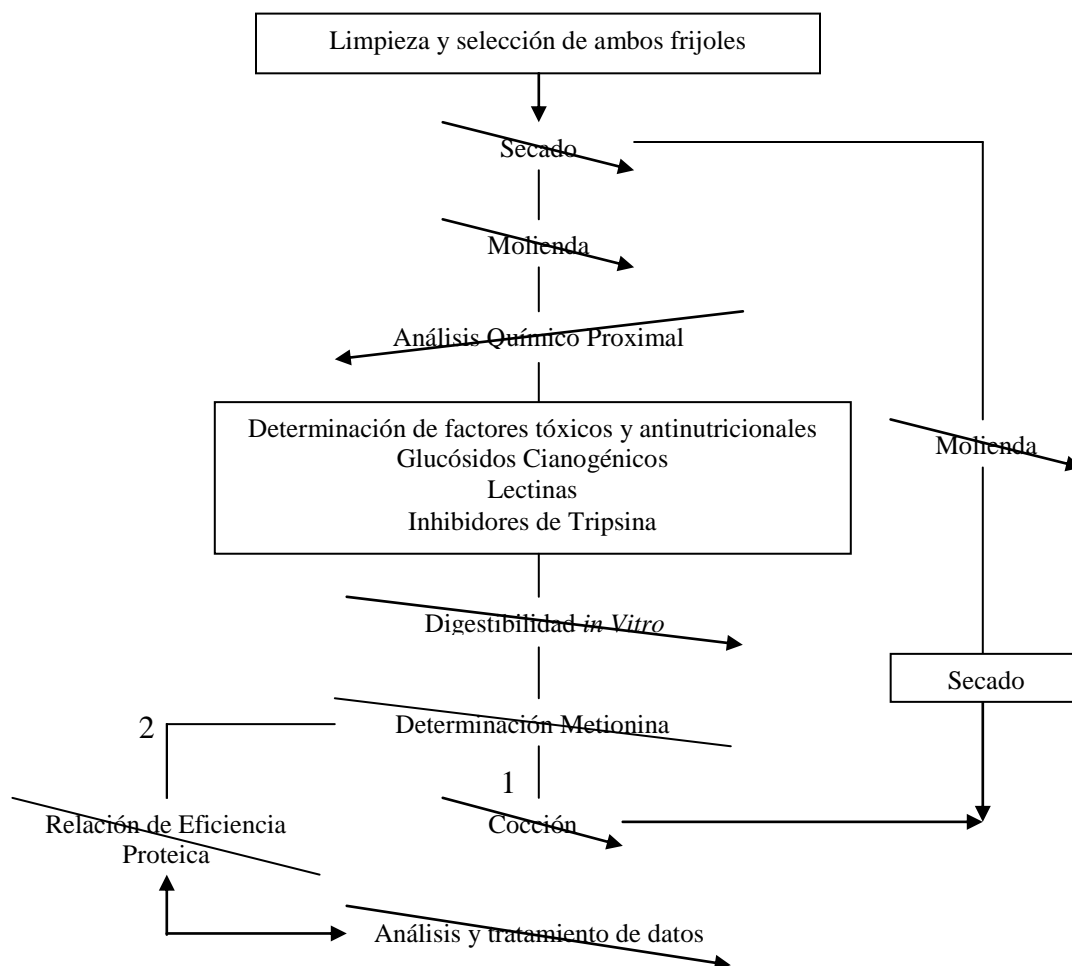 Limpieza y selección de ambos frijoles
Secado
Molienda
Análisis Químico Proximal
Determinación de factores tóxicos y antinutricionales
Glucósidos Cianogénicos
Lectinas
Inhibidores de Tripsina
Molienda
Digestibilidad in Vitro
Secado
2
Determinación Metionina
1
Relación de Eficiencia
Proteica
Cocción
Análisis y tratamiento de datos